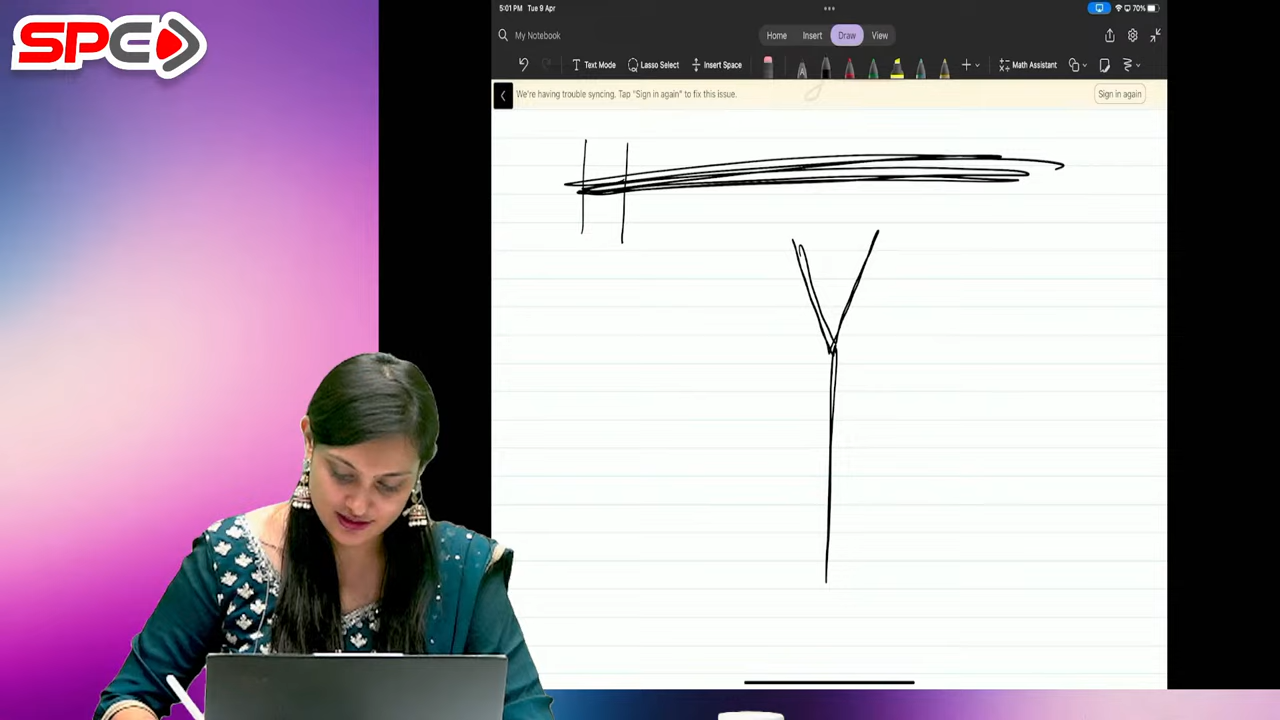 SPE
5:01 PM Tue 9 Apr
70%
My Notebook
Home Insert Draw View
Text Mode Lasso Select Insert Space Math Assistant
We're having trouble syncing. Tap "Sign in again" to fix this issue. Sign in again
H
Y